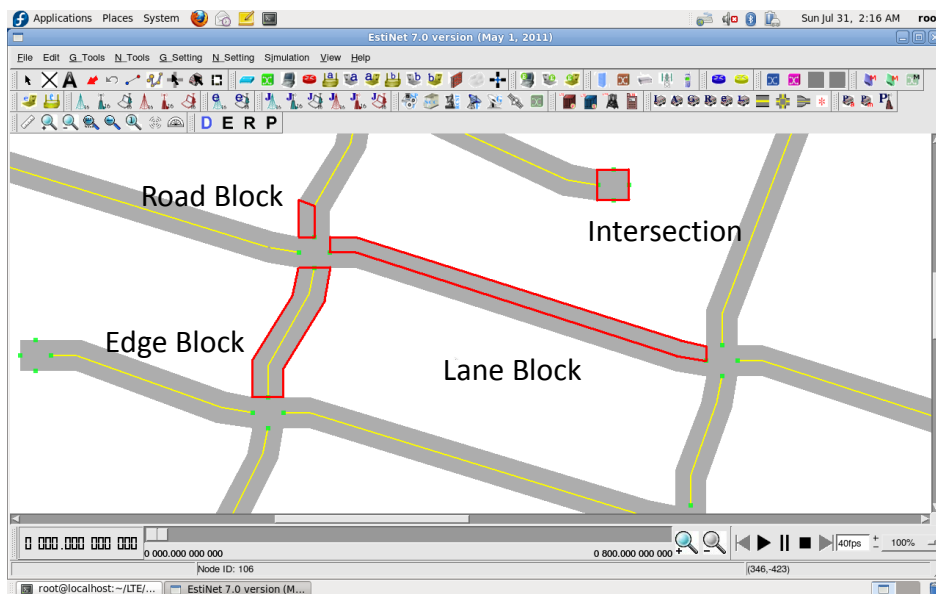 Applications Places System Sun Jul 31, 2:16 AM roo
EstiNet 7.0 version (May 1, 2011)
File Edit G_Tools N_Tools G_Setting N_Setting Simulation View Help
D E R P
Road Block
Intersection
Edge Block
Lane Block
0 000.000 000 000
0 000.000 000 000 0 800.000 000 000
40fps 100%
Node ID: 106 (346,-423)
root@localhost:~/LTE/... EstiNet 7.0 version (M...